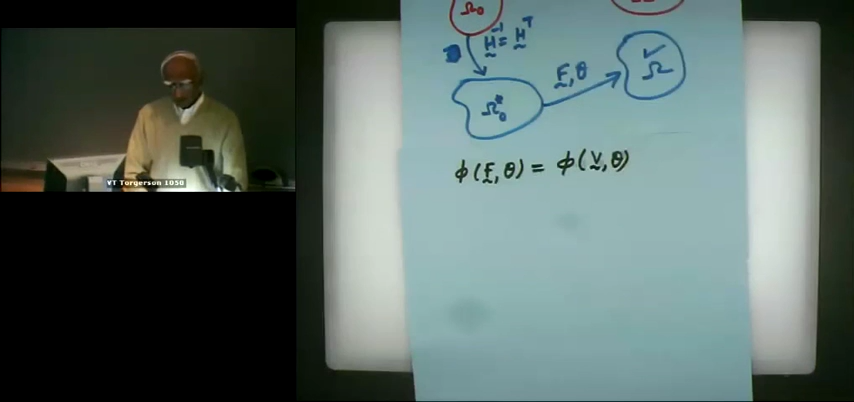 Ω₀
H⁻¹ = Hᵀ
F, θ
Ω
Ω₀*
φ(F, θ) = φ(V, θ)
VT Torgerson 1050